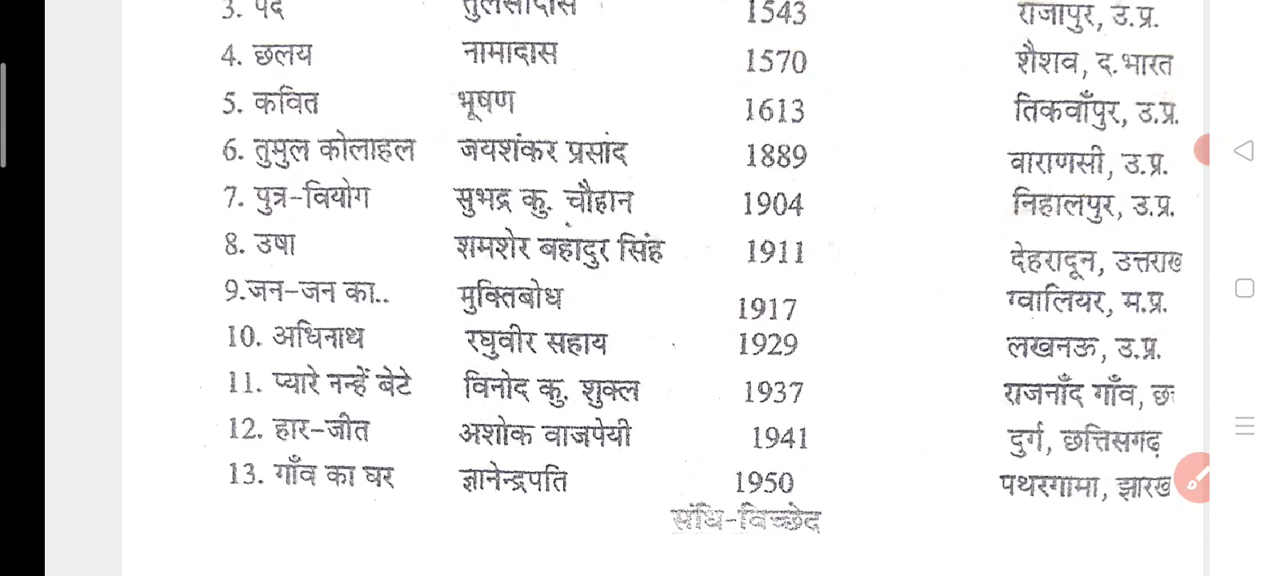 3. पद तुलसीदास 1543 राजापुर, उ.प्र.
4. छलय नामादास 1570 शैशव, द.भारत
5. कवित भूषण 1613 तिकवाँपुर, उ.प्र.
6. तुमुल कोलाहल जयशंकर प्रसांद 1889 वाराणसी, उ.प्र.
7. पुत्र-वियोग सुभद्र कु. चौहान 1904 निहालपुर, उ.प्र.
8. उषा शमशेर बहादुर सिंह 1911 देहरादून, उत्तराख
9.जन-जन का.. मुक्तिबोध 1917 ग्वालियर, म.प्र.
10. अधिनाथ रघुवीर सहाय 1929 लखनऊ, उ.प्र.
11. प्यारे नन्हें बेटे विनोद कु. शुक्ल 1937 राजनाँद गाँव, छ
12. हार-जीत अशोक वाजपेयी 1941 दुर्ग, छत्तिसगढ़
13. गाँव का घर ज्ञानेन्द्रपति 1950 पथरगामा, झारख
संधि-विच्छेद